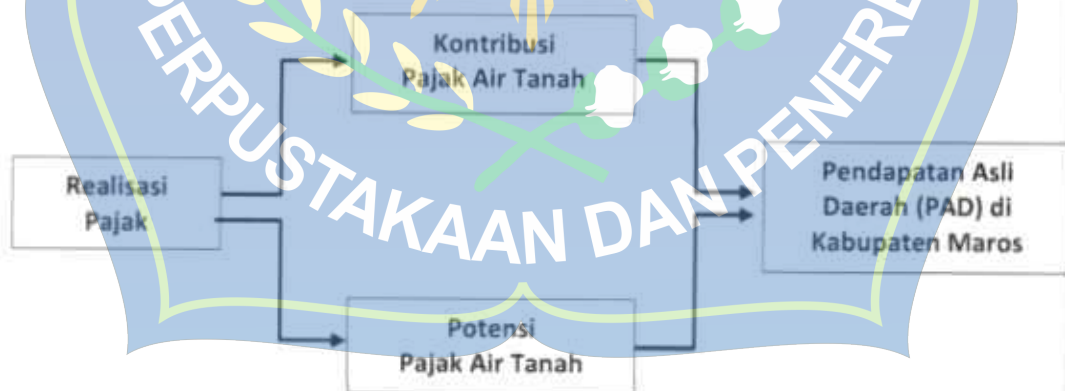 Kontribusi
Pajak Air Tanah
Realisasi
Pajak
Pendapatan Asli
Daerah (PAD) di
Kabupaten Maros
Potensi
Pajak Air Tanah
PERPUSTAKAAN DAN PENER